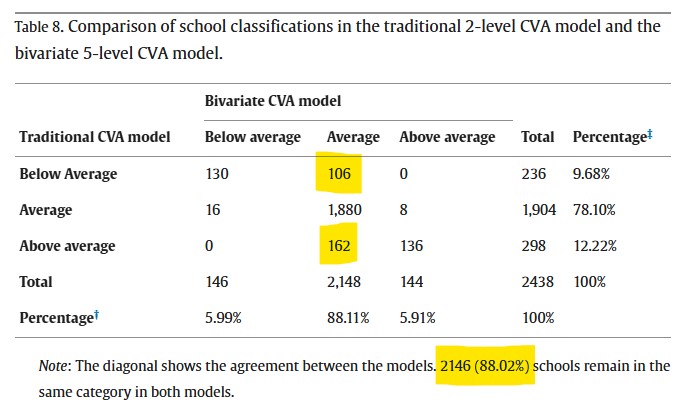 Table 8. Comparison of school classifications in the traditional 2-level CVA model and the
bivariate 5-level CVA model.
Bivariate CVA model
Traditional CVA model Below average Average Above average Total Percentage‡
Below Average 130 106 0 236 9.68%
Average 16 1,880 8 1,904 78.10%
Above average 0 162 136 298 12.22%
Total 146 2,148 144 2438 100%
Percentage† 5.99% 88.11% 5.91% 100%
Note: The diagonal shows the agreement between the models. 2146 (88.02%) schools remain in the
same category in both models.